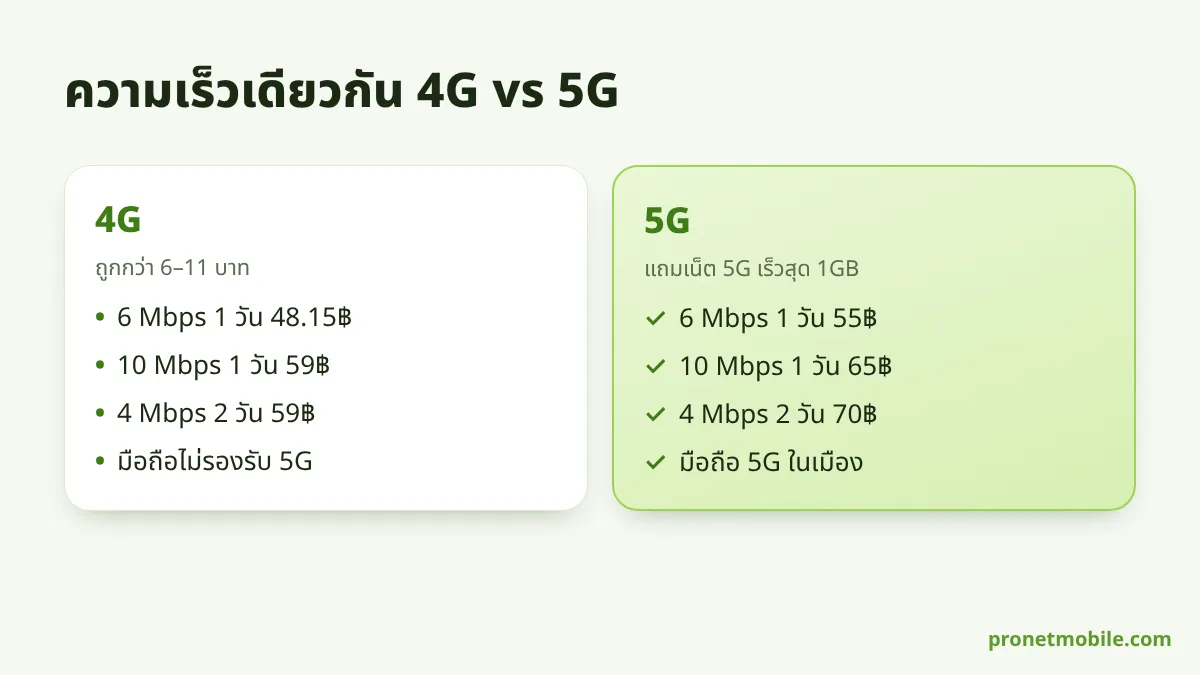 ความเร็วเดียวกัน 4G vs 5G
4G
ถูกกว่า 6–11 บาท
• 6 Mbps 1 วัน 48.15฿
• 10 Mbps 1 วัน 59฿
• 4 Mbps 2 วัน 59฿
• มือถือไม่รองรับ 5G
5G
แถมเน็ต 5G เร็วสุด 1GB
✓ 6 Mbps 1 วัน 55฿
✓ 10 Mbps 1 วัน 65฿
✓ 4 Mbps 2 วัน 70฿
✓ มือถือ 5G ในเมือง
pronetmobile.com